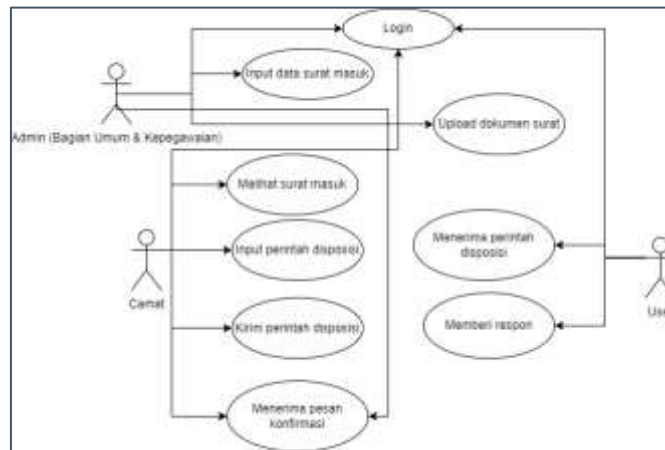 Login
Input data surat masuk
Admin (Bagian Umum & Kepegawaian)
Upload dokumen surat
Melihat surat masuk
Input perintah disposisi
Menerima perintah
disposisi
Camat
User
Kirim perintah disposisi
Memberi respon
Menerima pesan
konfirmasi